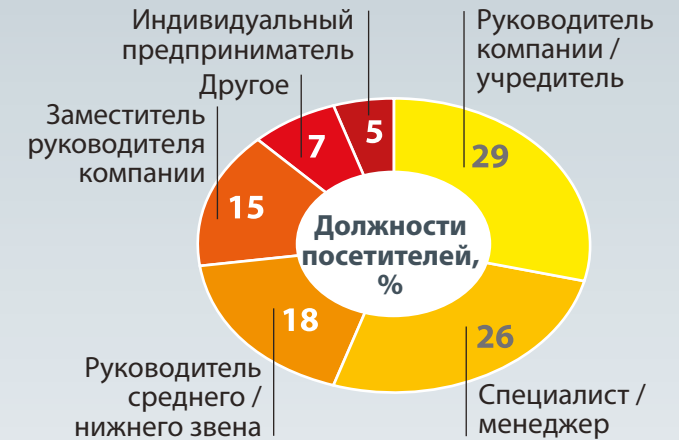 Индивидуальный
предприниматель
Другое
Заместитель
руководителя
компании
Руководитель
компании /
учредитель
5
7
29
15
Должности
посетителей,
%
18
26
Руководитель
среднего /
нижнего звена
Специалист /
менеджер